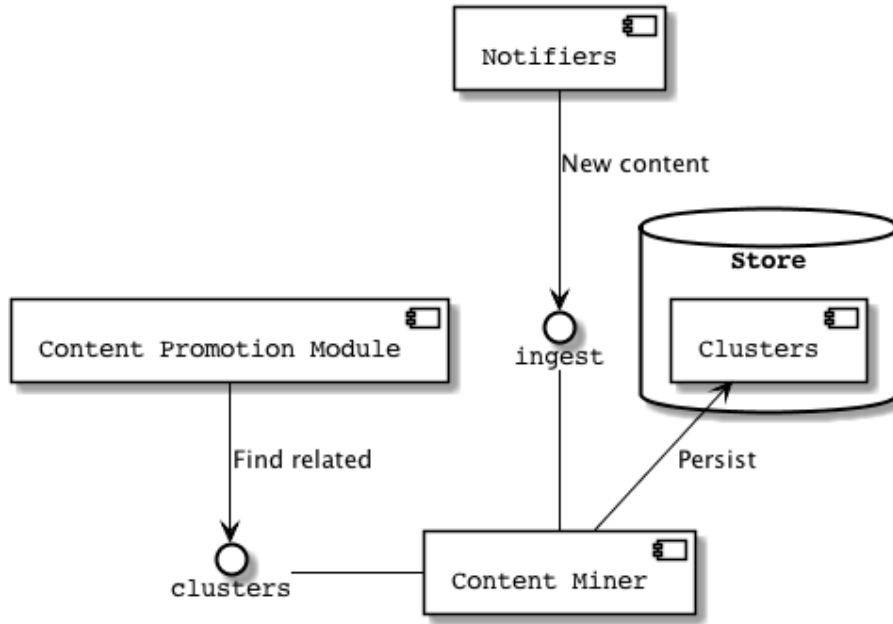 Notifiers
New content
Store
Content Promotion Module
ingest
Clusters
Find related
Persist
clusters
Content Miner